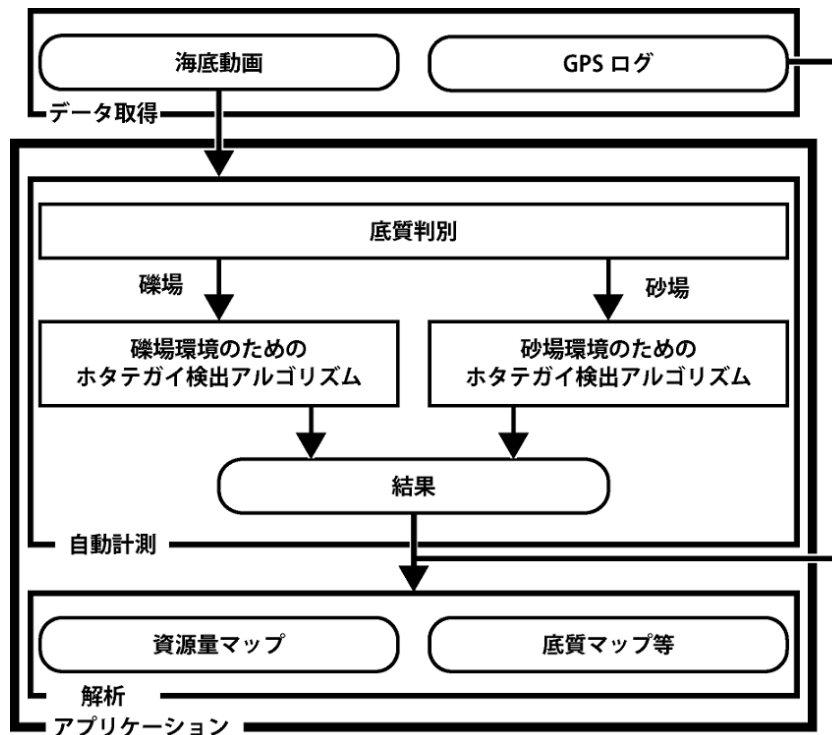 海底動画
GPS ログ
データ取得
底質判別
礫場
砂場
礫場環境のための
ホタテガイ検出アルゴリズム
砂場環境のための
ホタテガイ検出アルゴリズム
結果
自動計測
資源量マップ
底質マップ等
解析
アプリケーション